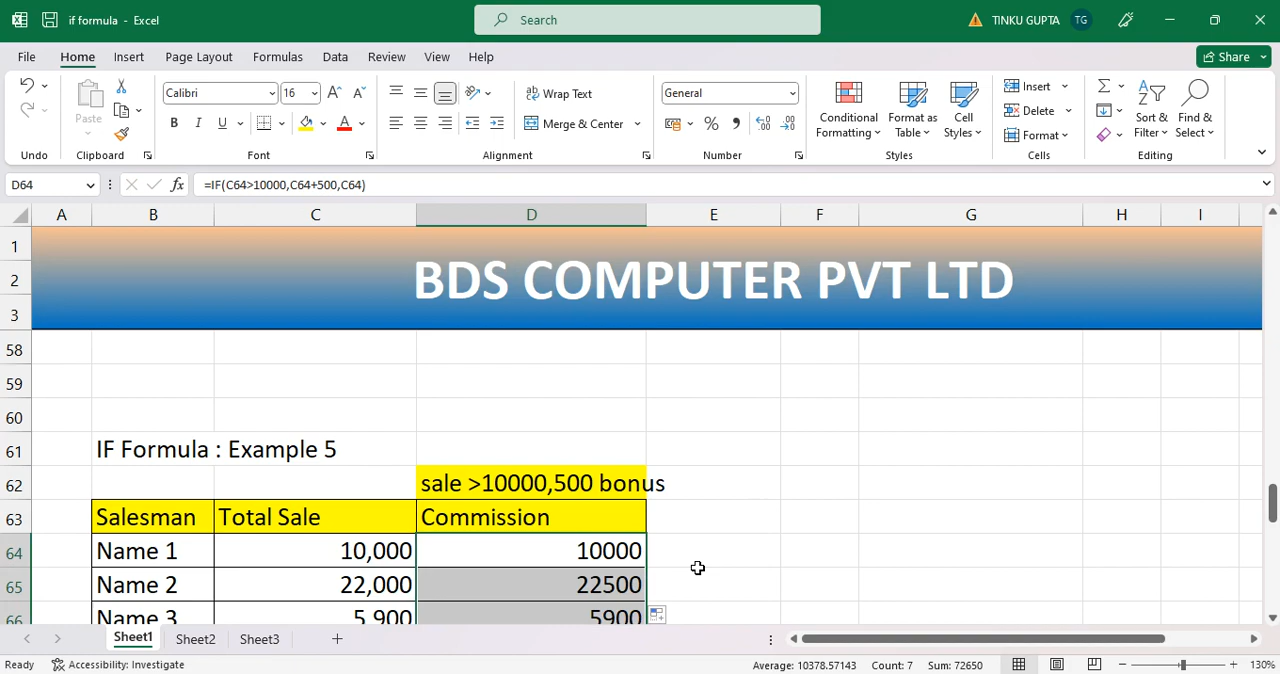 if formula - Excel
Search
TINKU GUPTA TG
File Home Insert Page Layout Formulas Data Review View Help Share
Paste
Calibri 16
Wrap Text
General
B I U A
Merge & Center
Conditional Formatting
Format as Table
Cell Styles
Insert
Delete
Format
Sort & Filter
Find & Select
Undo Clipboard Font Alignment Number Styles Cells Editing
D64 fx =IF(C64>10000,C64+500,C64)
A B C D E F G H I
1
2 BDS COMPUTER PVT LTD
3
58
59
60
61 IF Formula : Example 5
62 sale >10000,500 bonus
63 Salesman Total Sale Commission
64 Name 1 10,000 10000
65 Name 2 22,000 22500
66 Name 3 5,900 5900
Sheet1 Sheet2 Sheet3
Ready Accessibility: Investigate Average: 10378.57143 Count: 7 Sum: 72650 130%